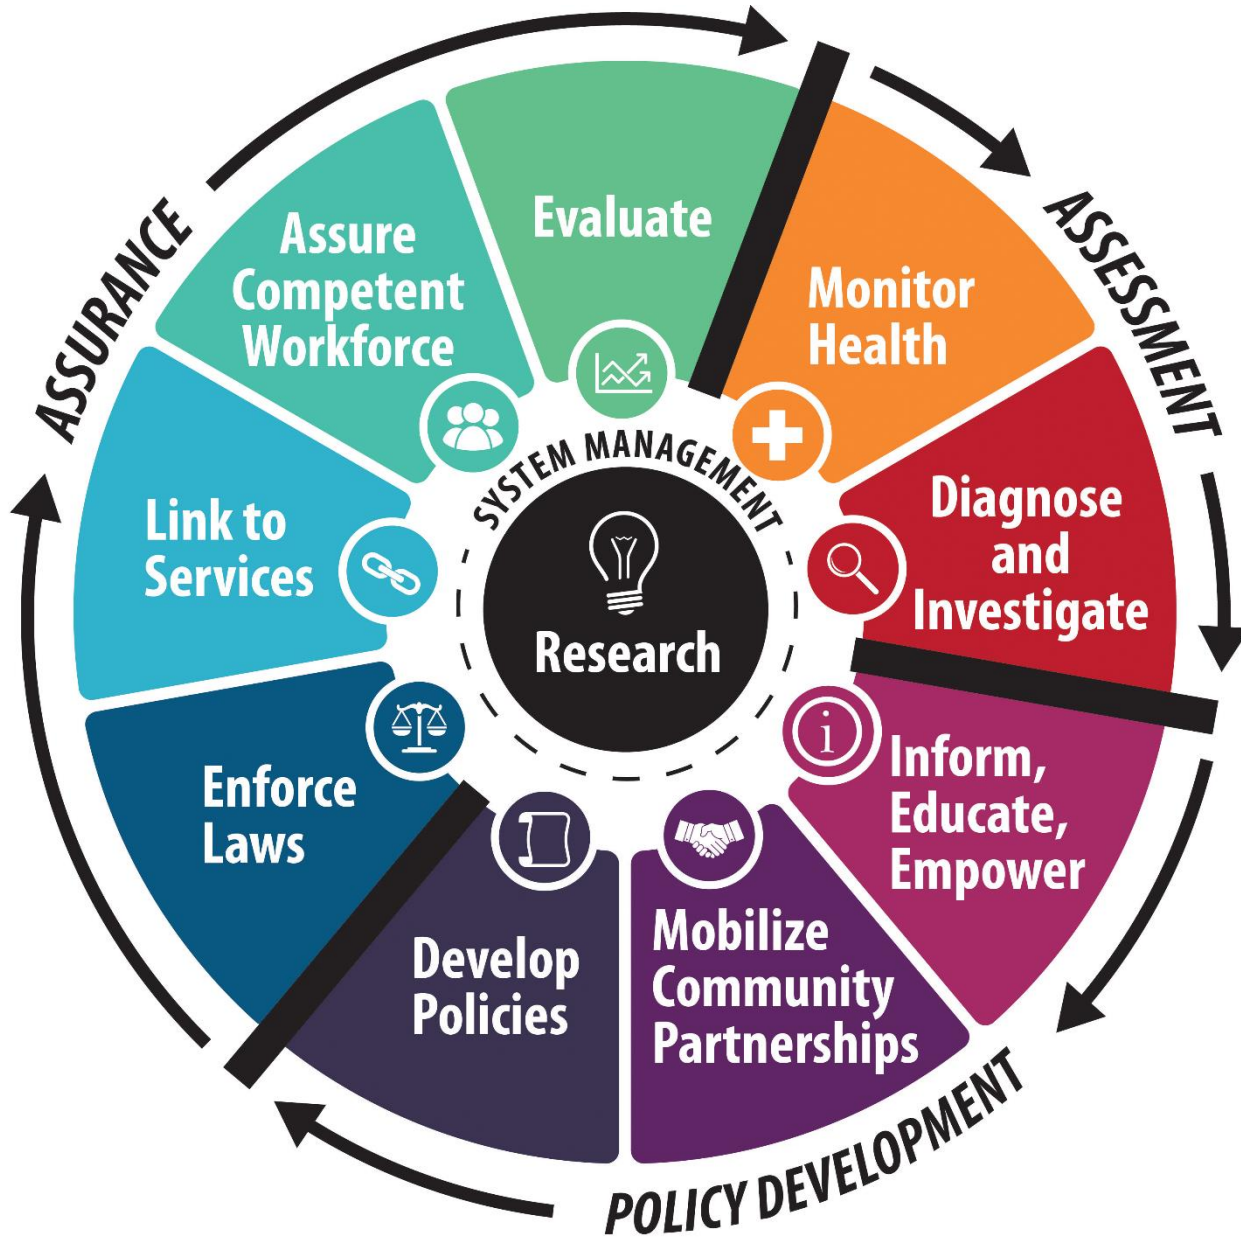 ASSESSMENT
Monitor
Health
Diagnose
and
Investigate
POLICY DEVELOPMENT
Inform,
Educate,
Empower
Mobilize
Community
Partnerships
Develop
Policies
ASSURANCE
Enforce
Laws
Link to
Services
Assure
Competent
Workforce
Evaluate
SYSTEM MANAGEMENT
Research
i